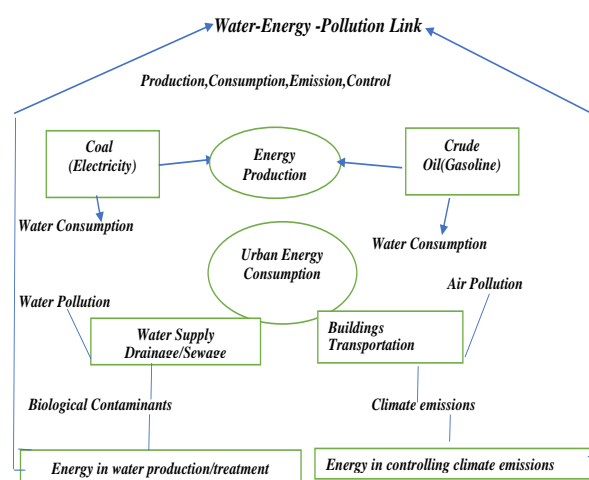 Water-Energy -Pollution Link
Production,Consumption,Emission,Control
Coal
(Electricity)
Energy
Production
Crude
Oil(Gasoline)
Water Consumption
Water Consumption
Urban Energy
Consumption
Air Pollution
Water Pollution
Water Supply
Drainage/Sewage
Buildings
Transportation
Biological Contaminants
Climate emissions
Energy in water production/treatment
Energy in controlling climate emissions